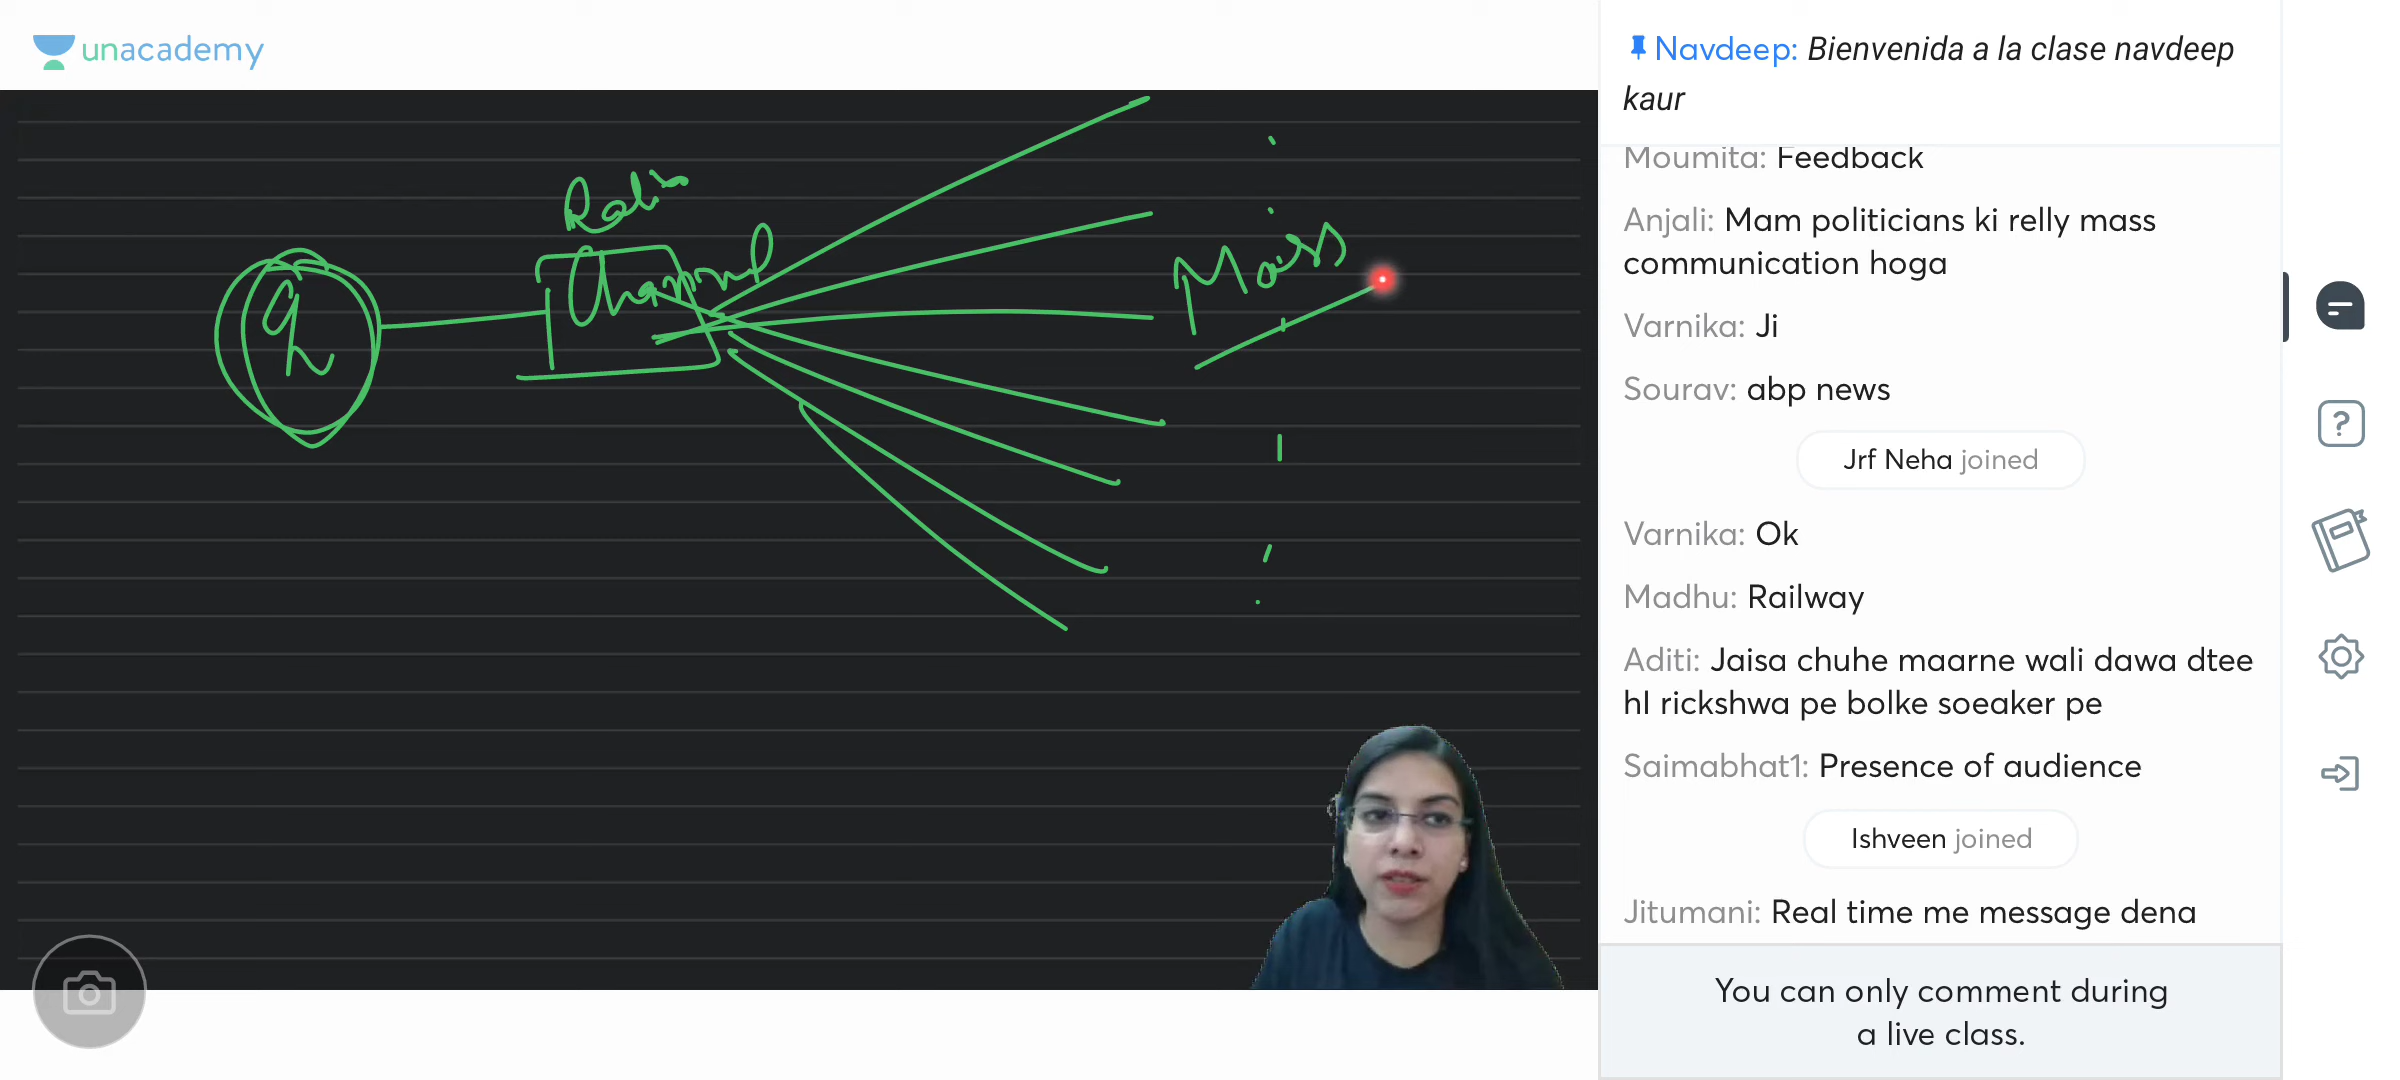 unacademy
Radio
Channel
Mass
Navdeep: Bienvenida a la clase navdeep
kaur
Moumita: Feedback
Anjali: Mam politicians ki relly mass
communication hoga
Varnika: Ji
Sourav: abp news
Jrf Neha joined
Varnika: Ok
Madhu: Railway
Aditi: Jaisa chuhe maarne wali dawa dtee
hI rickshwa pe bolke soeaker pe
Saimabhat1: Presence of audience
Ishveen joined
Jitumani: Real time me message dena
You can only comment during
a live class.